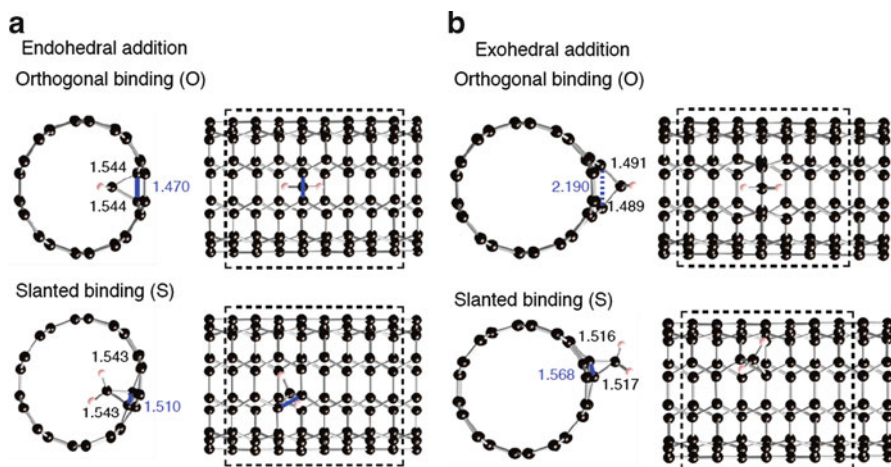 a
Endohedral addition
Orthogonal binding (O)
1.544
1.470
1.544
Slanted binding (S)
1.543
1.543
1.510
b
Exohedral addition
Orthogonal binding (O)
1.491
2.190
1.489
Slanted binding (S)
1.516
1.568
1.517